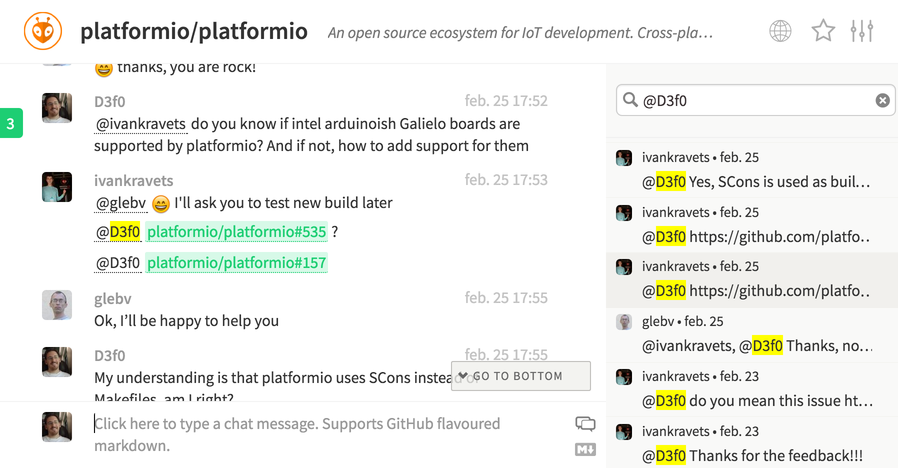 platformio/platformio
An open source ecosystem for IoT development. Cross-pla…
thanks, you are rock!
3
D3f0
feb. 25 17:52
@ivankravets do you know if intel arduinoish Galielo boards are
supported by platformio? And if not, how to add support for them
ivankravets
feb. 25 17:53
@glebv 😄 I'll ask you to test new build later
@D3f0 platformio/platformio#535 ?
@D3f0 platformio/platformio#157
glebv
feb. 25 17:55
Ok, I'll be happy to help you
D3f0
feb. 25 17:55
My understanding is that platformio uses SCons instead of
Makefiles, am I right?
GO TO BOTTOM
Click here to type a chat message. Supports GitHub flavoured
markdown.
M
@D3f0
ivankravets • feb. 25
@D3f0 Yes, SCons is used as buil…
ivankravets • feb. 25
@D3f0 https://github.com/platfo…
ivankravets • feb. 25
@D3f0 https://github.com/platfo…
glebv • feb. 25
@ivankravets, @D3f0 Thanks, no…
ivankravets • feb. 23
@D3f0 do you mean this issue ht…
ivankravets • feb. 23
@D3f0 Thanks for the feedback!!!